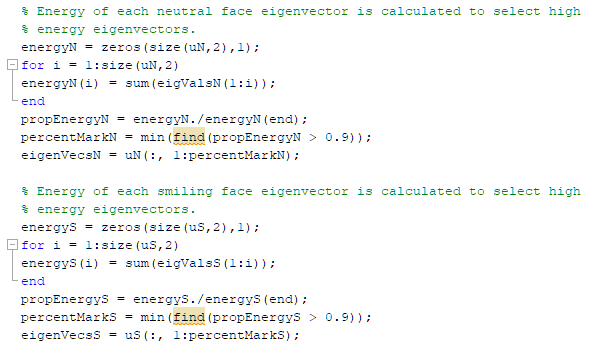 % Energy of each neutral face eigenvector is calculated to select high
% energy eigenvectors.
energyN = zeros(size(uN,2),1);
for i = 1:size(uN,2)
energyN(i) = sum(eigValsN(1:i));
end
propEnergyN = energyN./energyN(end);
percentMarkN = min(find(propEnergyN > 0.9));
eigenVecsN = uN(:, 1:percentMarkN);
% Energy of each smiling face eigenvector is calculated to select high
% energy eigenvectors.
energyS = zeros(size(uS,2),1);
for i = 1:size(uS,2)
energyS(i) = sum(eigValsS(1:i));
end
propEnergyS = energyS./energyS(end);
percentMarkS = min(find(propEnergyS > 0.9));
eigenVecsS = uS(:, 1:percentMarkS);